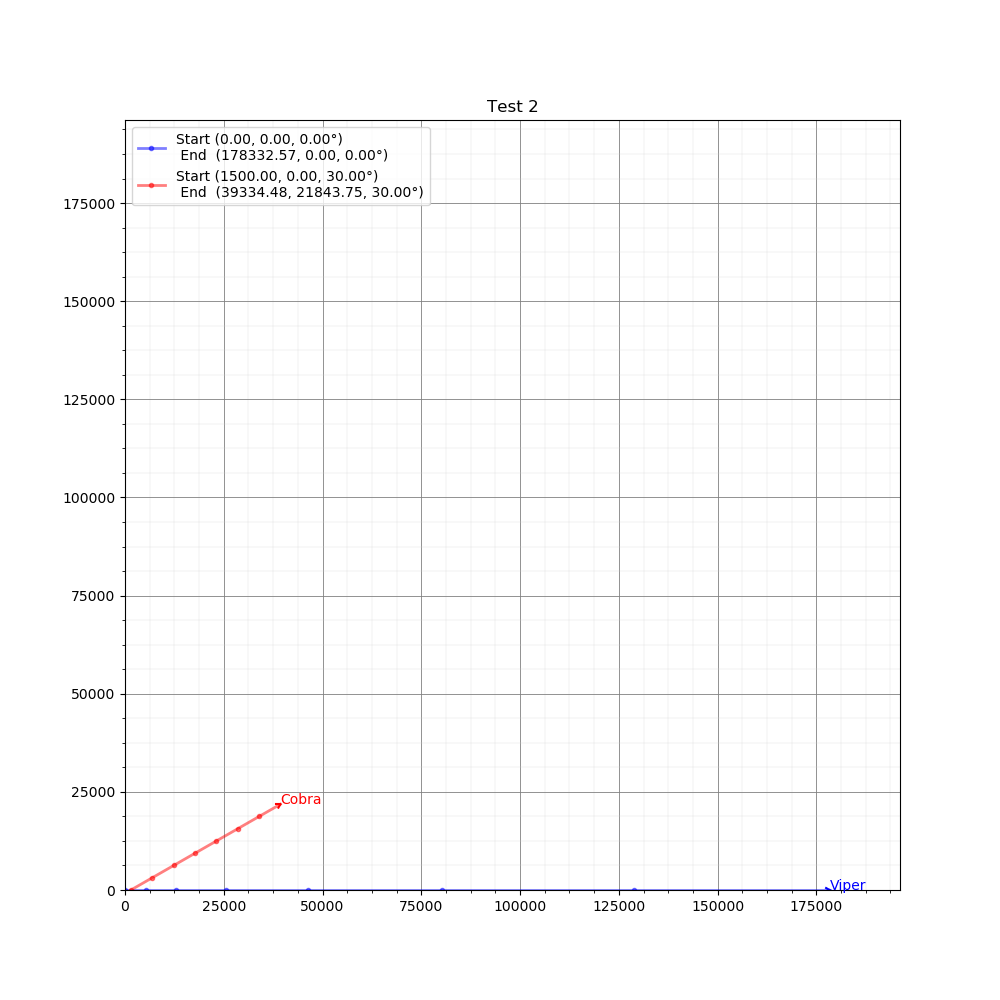 Test 2
Start (0.00, 0.00, 0.00°)
End  (178332.57, 0.00, 0.00°)
Start (1500.00, 0.00, 30.00°)
End  (39334.48, 21843.75, 30.00°)
175000
150000
125000
100000
75000
50000
25000
Cobra
0
Viper
0 25000 50000 75000 100000 125000 150000 175000